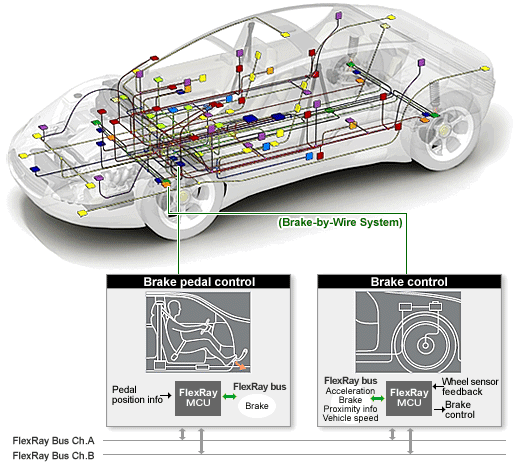 (Brake-by-Wire System)
Brake pedal control
Pedal
position info
FlexRay
MCU
FlexRay bus
Brake
Brake control
FlexRay bus
Acceleration
Brake
Proximity info
Vehicle speed
FlexRay
MCU
Wheel sensor
feedback
Brake
control
FlexRay Bus Ch.A
FlexRay Bus Ch.B